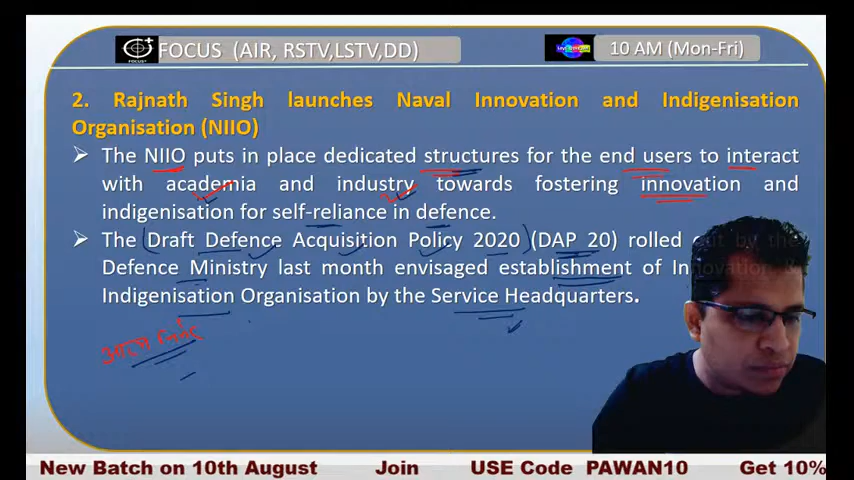 FOCUS (AIR, RSTV,LSTV,DD)
10 AM (Mon-Fri)
2. Rajnath Singh launches Naval Innovation and Indigenisation
Organisation (NIIO)
The NIIO puts in place dedicated structures for the end users to interact
with academia and industry towards fostering innovation and
indigenisation for self-reliance in defence.
The (Draft Defence Acquisition Policy 2020) (DAP 20) rolled out by the
Defence Ministry last month envisaged establishment of Innovation &
Indigenisation Organisation by the Service Headquarters.
New Batch on 10th August Join USE Code PAWAN10 Get 10%